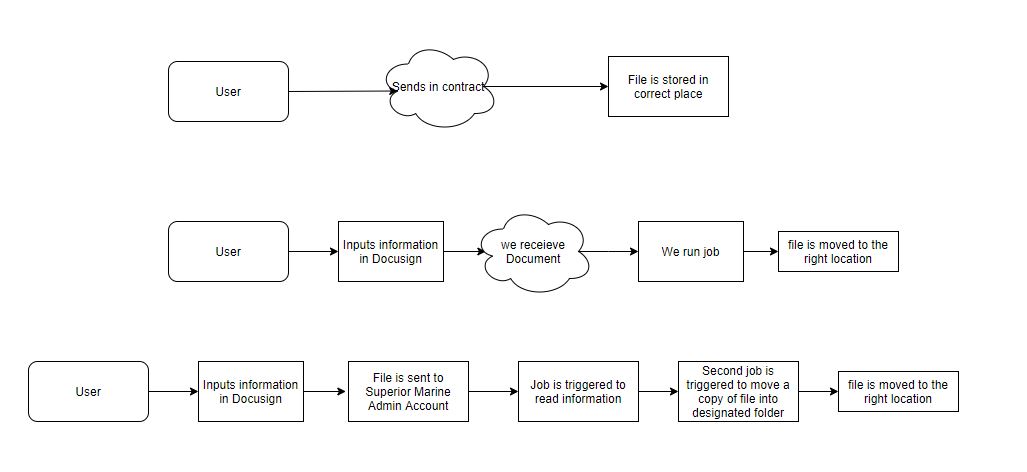 User
Sends in contract
File is stored in
correct place
User
Inputs information
in Docusign
we receieve
Document
We run job
file is moved to the
right location
User
Inputs information
in Docusign
File is sent to
Superior Marine
Admin Account
Job is triggered to
read information
Second job is
triggered to move a
copy of file into
designated folder
file is moved to the
right location